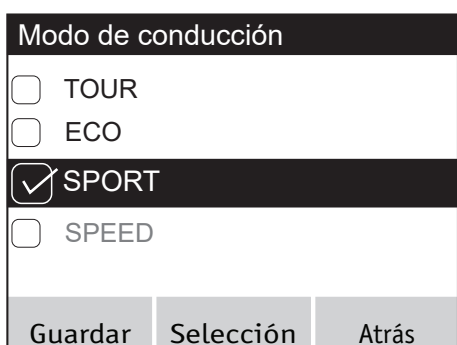 Modo de conducción
TOUR
ECO
SPORT
SPEED
Guardar Selección Atrás